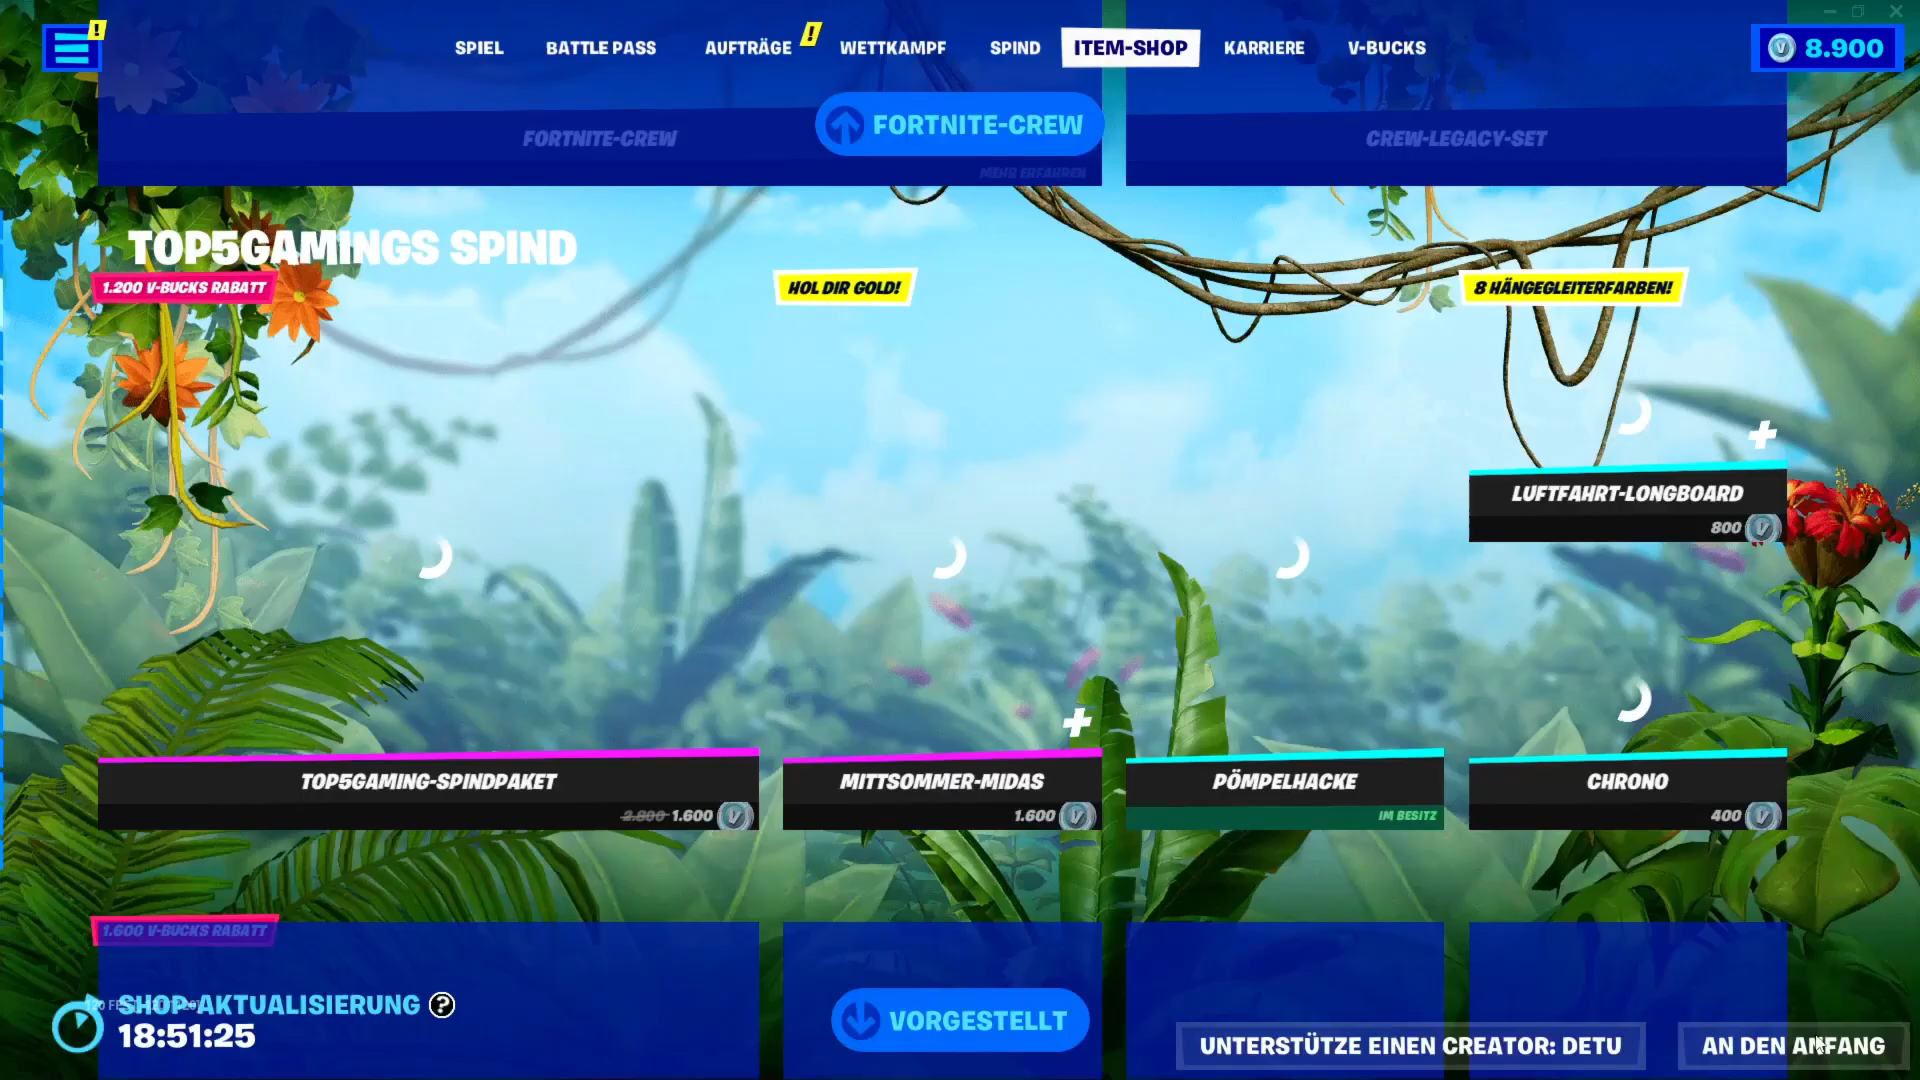 SPIEL BATTLE PASS AUFTRÄGE ! WETTKAMPF SPIND ITEM-SHOP KARRIERE V-BUCKS 8.900
!
FORTNITE-CREW
FORTNITE-CREW
MEHR ERFAHREN
CREW-LEGACY-SET
TOP5GAMINGS SPIND
1.200 V-BUCKS RABATT
HOL DIR GOLD!
8 HÄNGEGLEITERFARBEN!
LUFTFAHRT-LONGBOARD
800
TOP5GAMING-SPINDPAKET
2.800 1.600
MITTSOMMER-MIDAS
1.600
PÖMPELHACKE
IM BESITZ
CHRONO
400
1.600 V-BUCKS RABATT
SHOP-AKTUALISIERUNG ?
18:51:25
VORGESTELLT
UNTERSTÜTZE EINEN CREATOR: DETU
AN DEN ANFANG